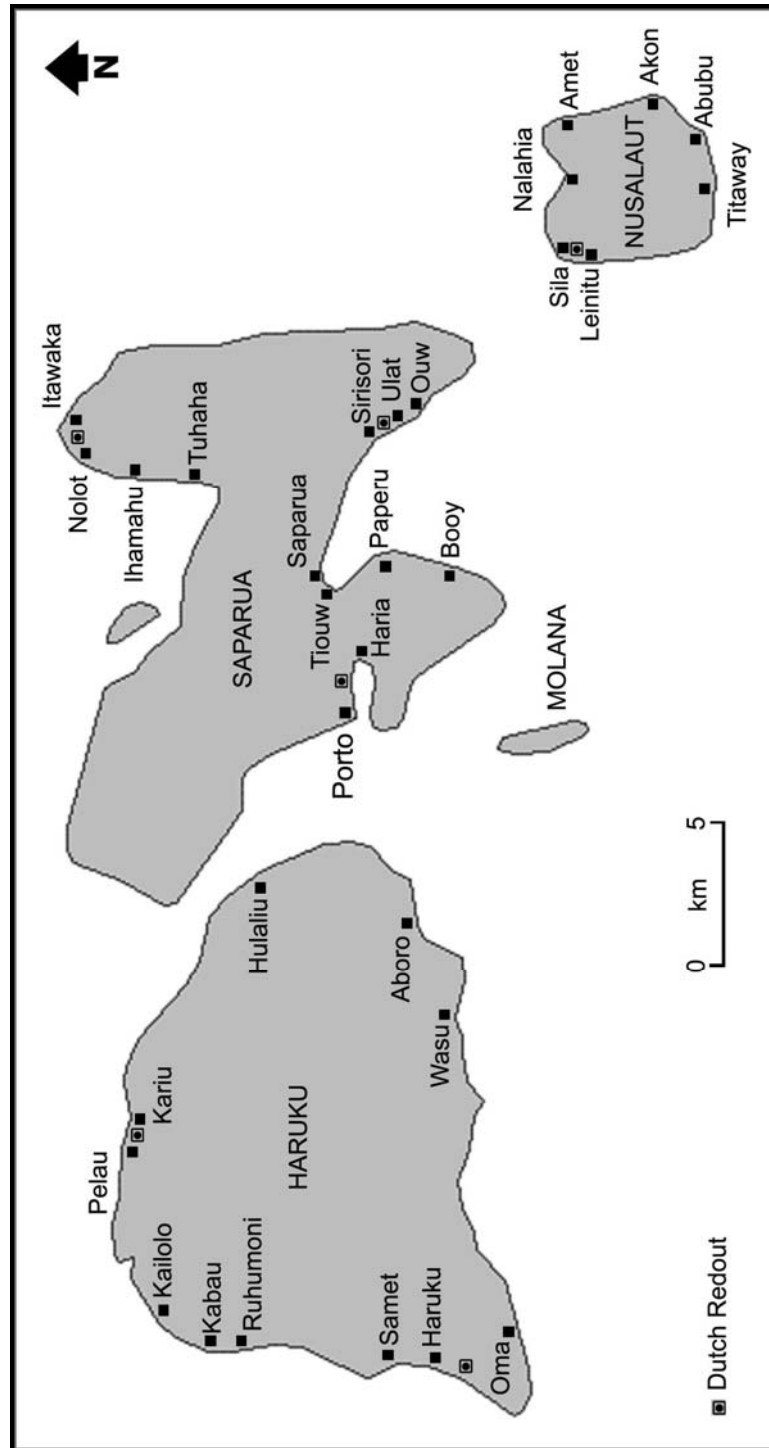 N
Pelau
Kariu
Kailolo
Kabau
Ruhumoni
HARUKU
Hulaliu
Samet
Haruku
Oma
Wasu
Aboro
Itawaka
Nolot
Ihamahu
Tuhaha
SAPARUA
Saparua
Tiouw
Sirisori
Ulat
Ouw
Porto
Haria
Paperu
Booy
MOLANA
Nalahia
Amet
Sila
Leinitu
NUSALAUT
Akon
Abubu
Titaway
0 km 5
Dutch Redout